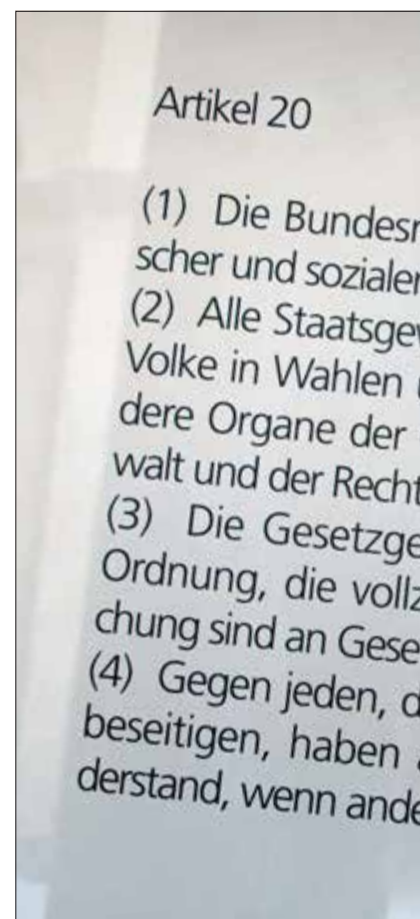 Artikel 20
(1) Die Bundesr
scher und sozialer
(2) Alle Staatsgew
Volke in Wahlen u
dere Organe der
walt und der Recht
(3) Die Gesetzge
Ordnung, die vollz
chung sind an Gese
(4) Gegen jeden, d
beseitigen, haben a
derstand, wenn ande